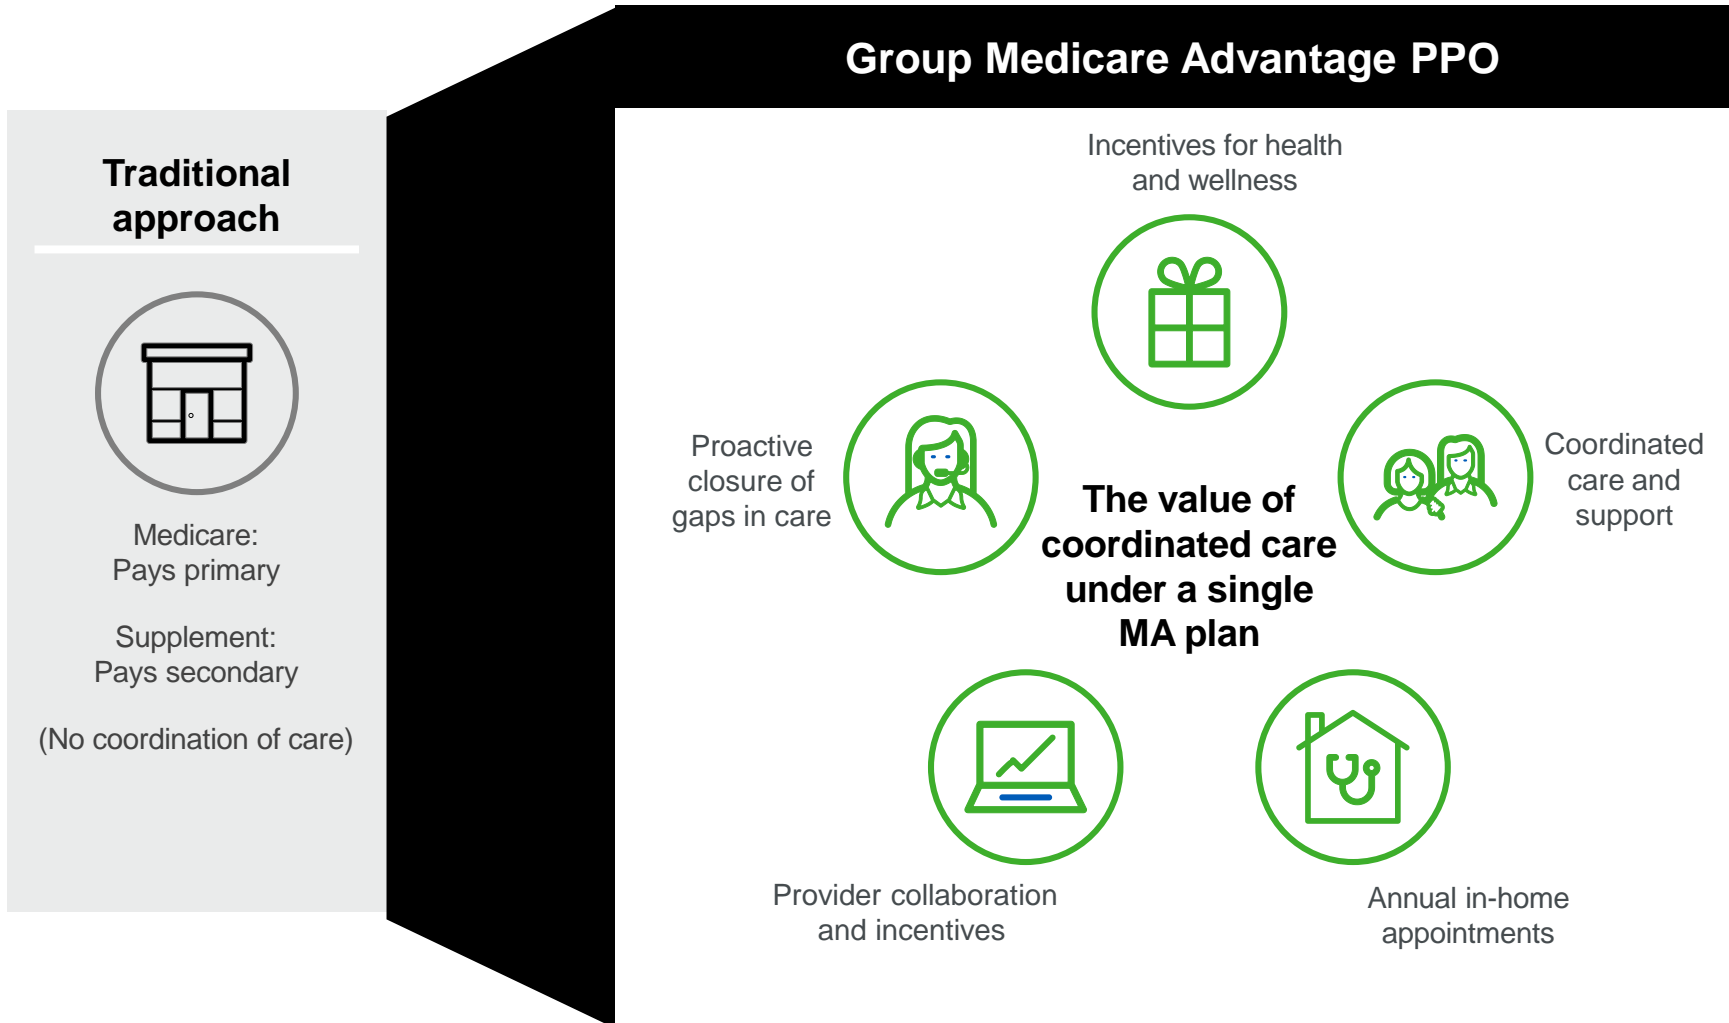 Group Medicare Advantage PPO
Traditional
approach
Medicare:
Pays primary
Supplement:
Pays secondary
(No coordination of care)
Incentives for health
and wellness
Proactive
closure of
gaps in care
Coordinated
care and
support
The value of
coordinated care
under a single
MA plan
Provider collaboration
and incentives
Annual in-home
appointments